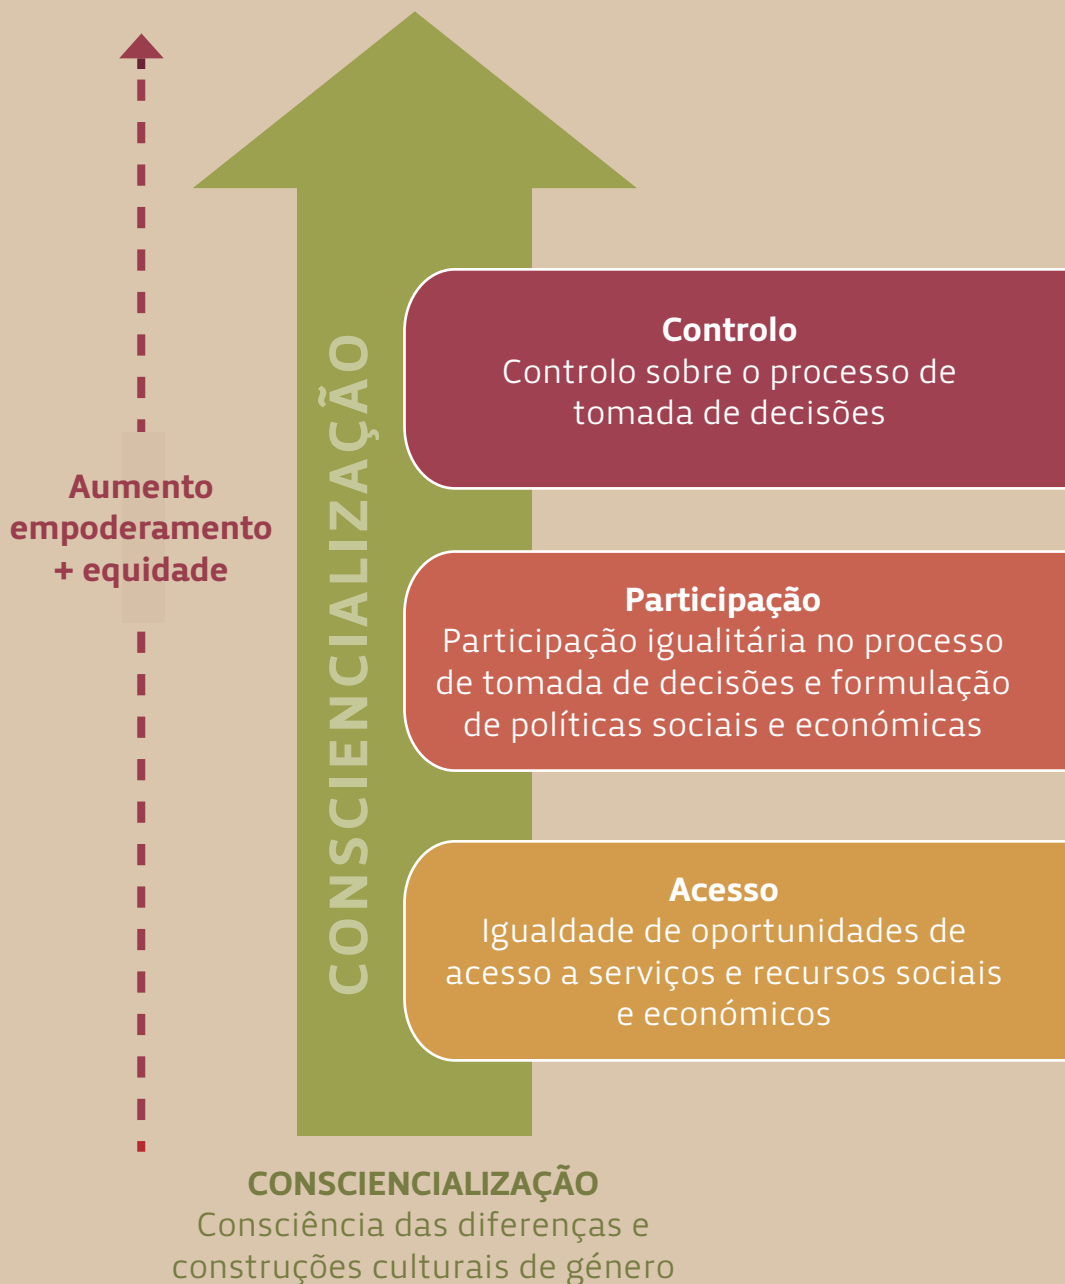 CONSCIENCIALIZAÇÃO
Controlo
Controlo sobre o processo de
tomada de decisões
Aumento
empoderamento
+ equidade
Participação
Participação igualitária no processo
de tomada de decisões e formulação
de políticas sociais e económicas
Acesso
Igualdade de oportunidades de
acesso a serviços e recursos sociais
e económicos
CONSCIENCIALIZAÇÃO
Consciência das diferenças e
construções culturais de género